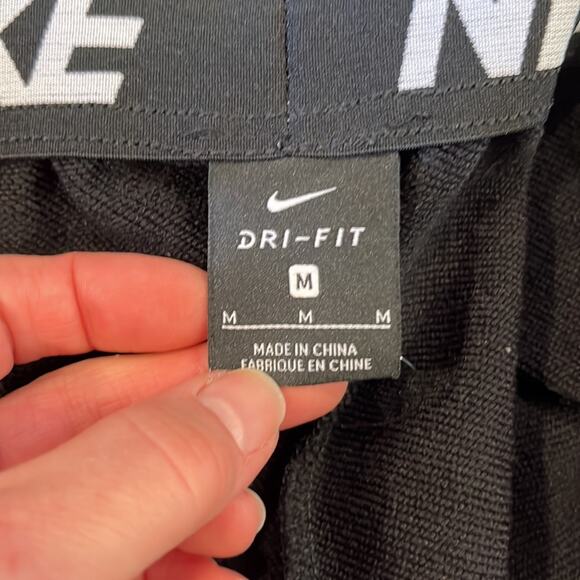 KE NI
DRI-FIT
M
M M M
MADE IN CHINA
FABRIQUE EN CHINE